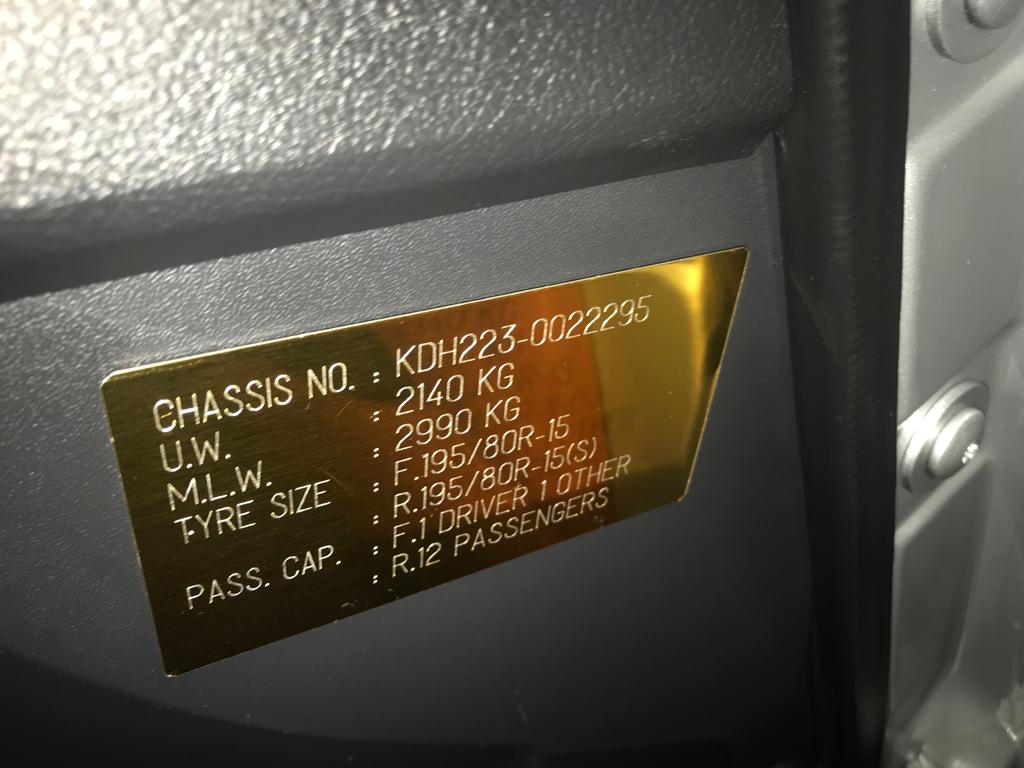 CHASSIS NO. : KDH223-0022295
U.W. : 2140 KG
M.L.W. : 2990 KG
TYRE SIZE : F.195/80R-15
: R.195/80R-15(S)
PASS. CAP. : F.1 DRIVER 1 OTHER
: R.12 PASSENGERS